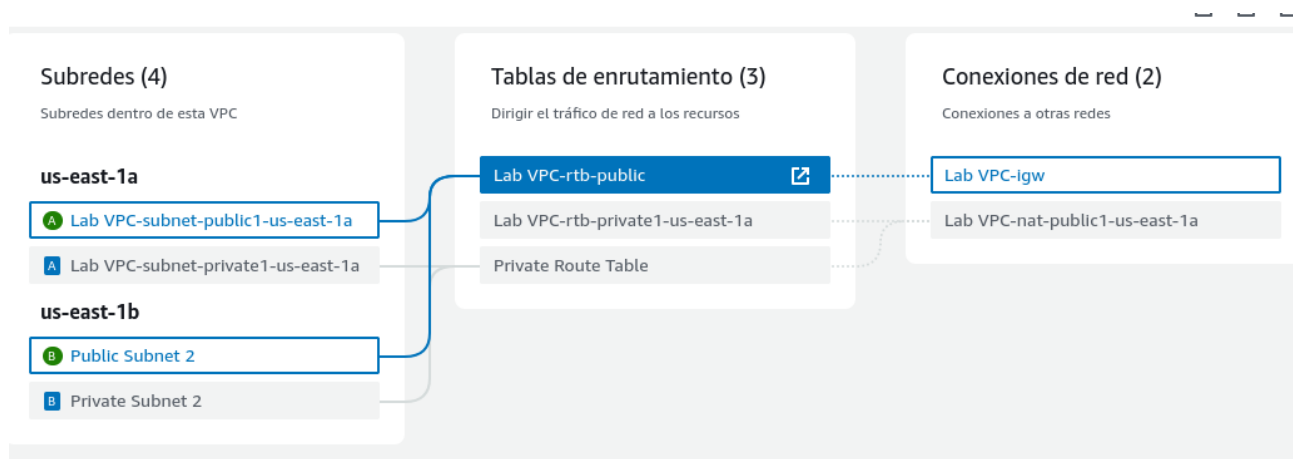 Subredes (4)
Subredes dentro de esta VPC
us-east-1a
A Lab VPC-subnet-public1-us-east-1a
A Lab VPC-subnet-private1-us-east-1a
us-east-1b
B Public Subnet 2
B Private Subnet 2
Tablas de enrutamiento (3)
Dirigir el tráfico de red a los recursos
Lab VPC-rtb-public
Lab VPC-rtb-private1-us-east-1a
Private Route Table
Conexiones de red (2)
Conexiones a otras redes
Lab VPC-igw
Lab VPC-nat-public1-us-east-1a